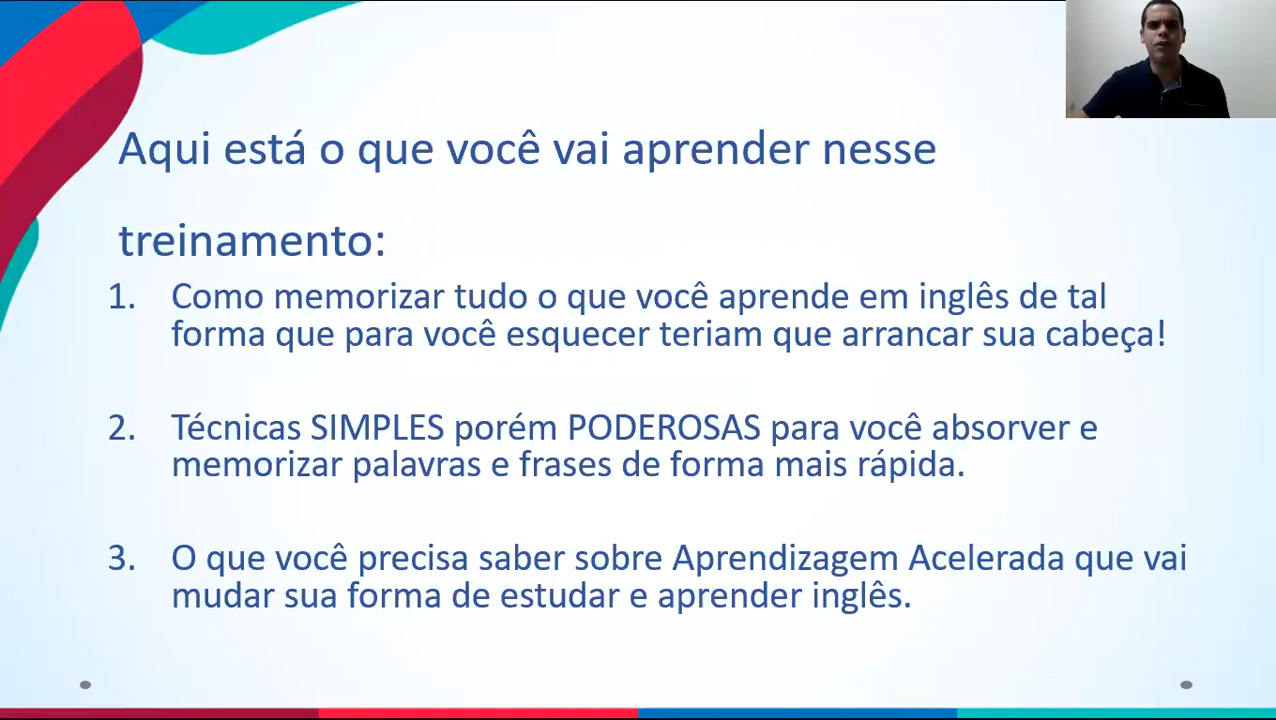 Aqui está o que você vai aprender nesse
treinamento:
1. Como memorizar tudo o que você aprende em inglês de tal
forma que para você esquecer teriam que arrancar sua cabeça!
2. Técnicas SIMPLES porém PODEROSAS para você absorver e
memorizar palavras e frases de forma mais rápida.
3. O que você precisa saber sobre Aprendizagem Acelerada que vai
mudar sua forma de estudar e aprender inglês.